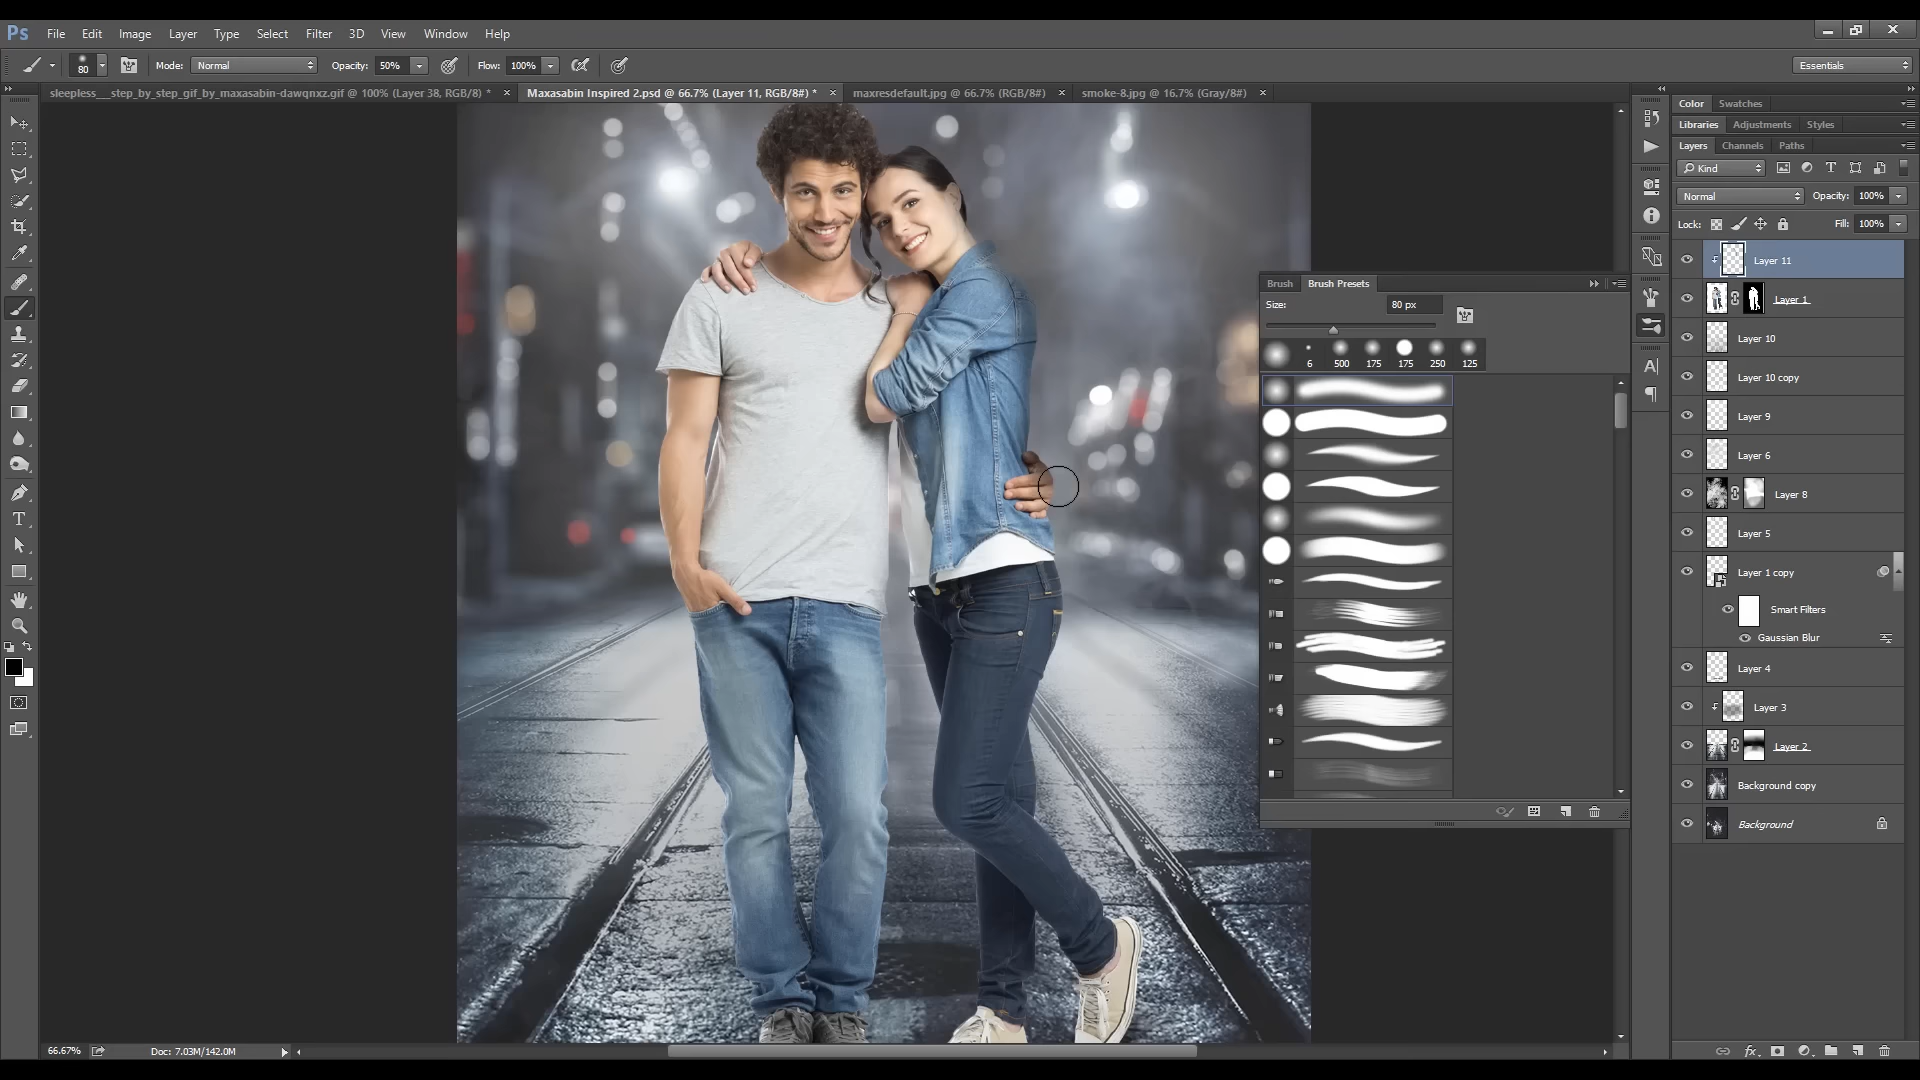 Ps File Edit Image Layer Type Select Filter 3D View Window Help
80 Mode: Normal Opacity: 50% Flow: 100% Essentials
sleepless___step_by_step_gif_by_maxasabin-dawqnxz.gif @ 100% (Layer 38, RGB/8) * × Maxasabin Inspired 2.psd @ 66.7% (Layer 11, RGB/8#) * × maxresdefault.jpg @ 66.7% (RGB/8#) × smoke-8.jpg @ 16.7% (Gray/8#) ×
Color Swatches
Libraries Adjustments Styles
Layers Channels Paths
Kind
Normal Opacity: 100%
Lock: Fill: 100%
Layer 11
Layer 1
Layer 10
Layer 10 copy
Layer 9
Layer 6
Layer 8
Layer 5
Layer 1 copy
Smart Filters
Gaussian Blur
Layer 4
Layer 3
Layer 2
Background copy
Background
Brush Brush Presets
Size: 80 px
6 500 175 175 250 125
66.67% Doc: 7.03M/142.0M